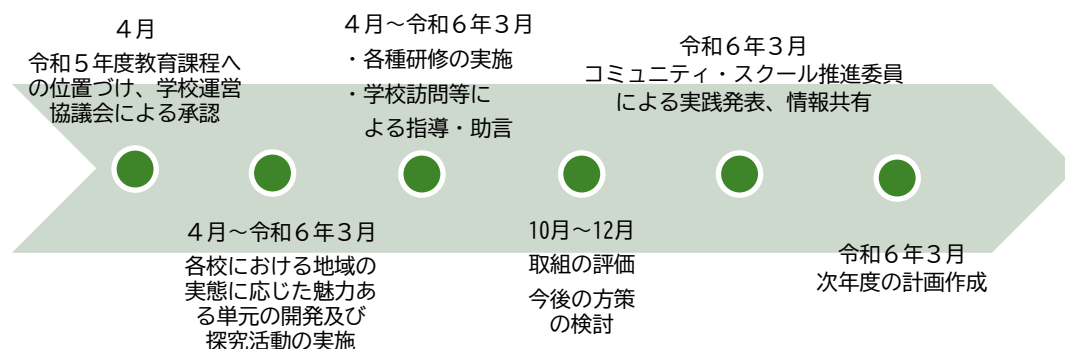 ４月
令和５年度教育課程へ
の位置づけ、学校運営
協議会による承認
４月～令和６年３月
各校における地域の
実態に応じた魅力あ
る単元の開発及び
探究活動の実施
４月～令和６年３月
・各種研修の実施
・学校訪問等に
よる指導・助言
10月～12月
取組の評価
今後の方策
の検討
令和６年３月
コミュニティ・スクール推進委員
による実践発表、情報共有
令和６年３月
次年度の計画作成